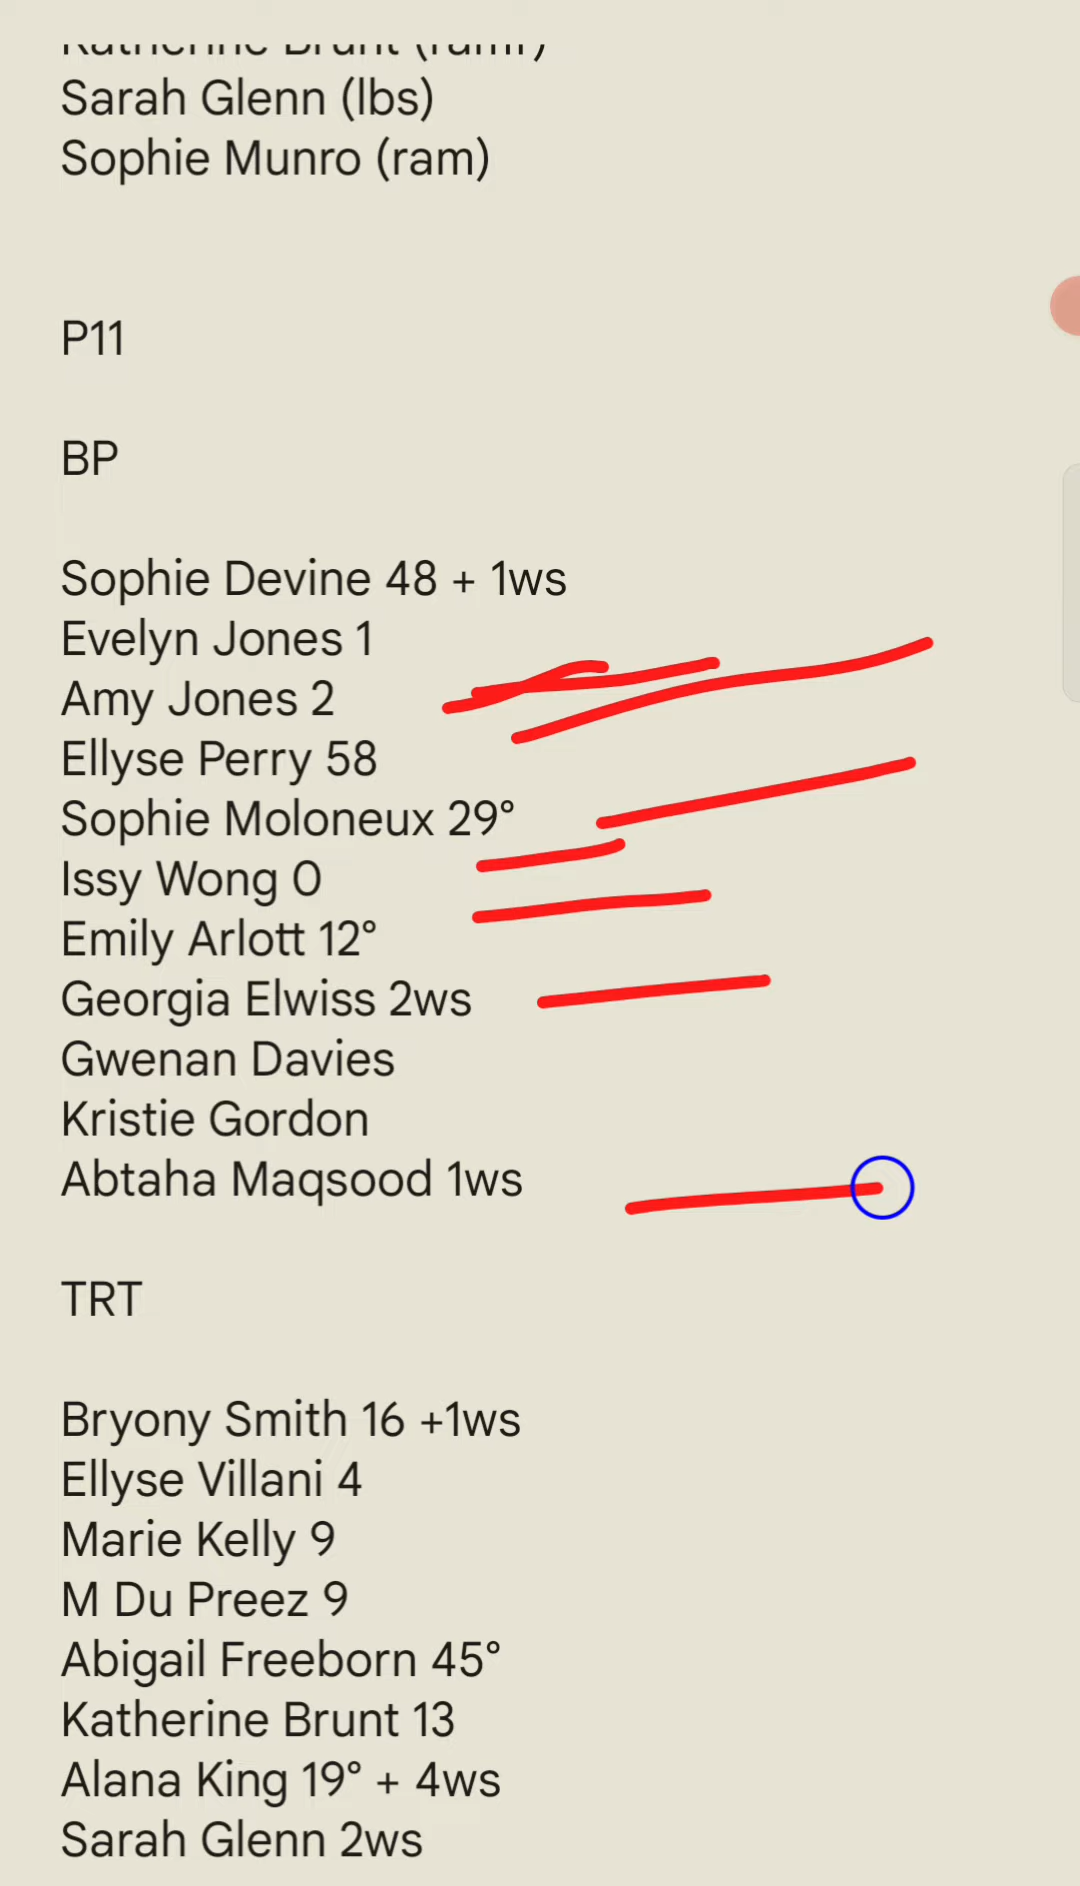 Katherine Brunt
Sarah Glenn (lbs)
Sophie Munro (ram)
P11
BP
Sophie Devine 48 + 1ws
Evelyn Jones 1
Amy Jones 2
Ellyse Perry 58
Sophie Moloneux 29°
Issy Wong 0
Emily Arlott 12°
Georgia Elwiss 2ws
Gwenan Davies
Kristie Gordon
Abtaha Maqsood 1ws
TRT
Bryony Smith 16 +1ws
Ellyse Villani 4
Marie Kelly 9
M Du Preez 9
Abigail Freeborn 45°
Katherine Brunt 13
Alana King 19° + 4ws
Sarah Glenn 2ws